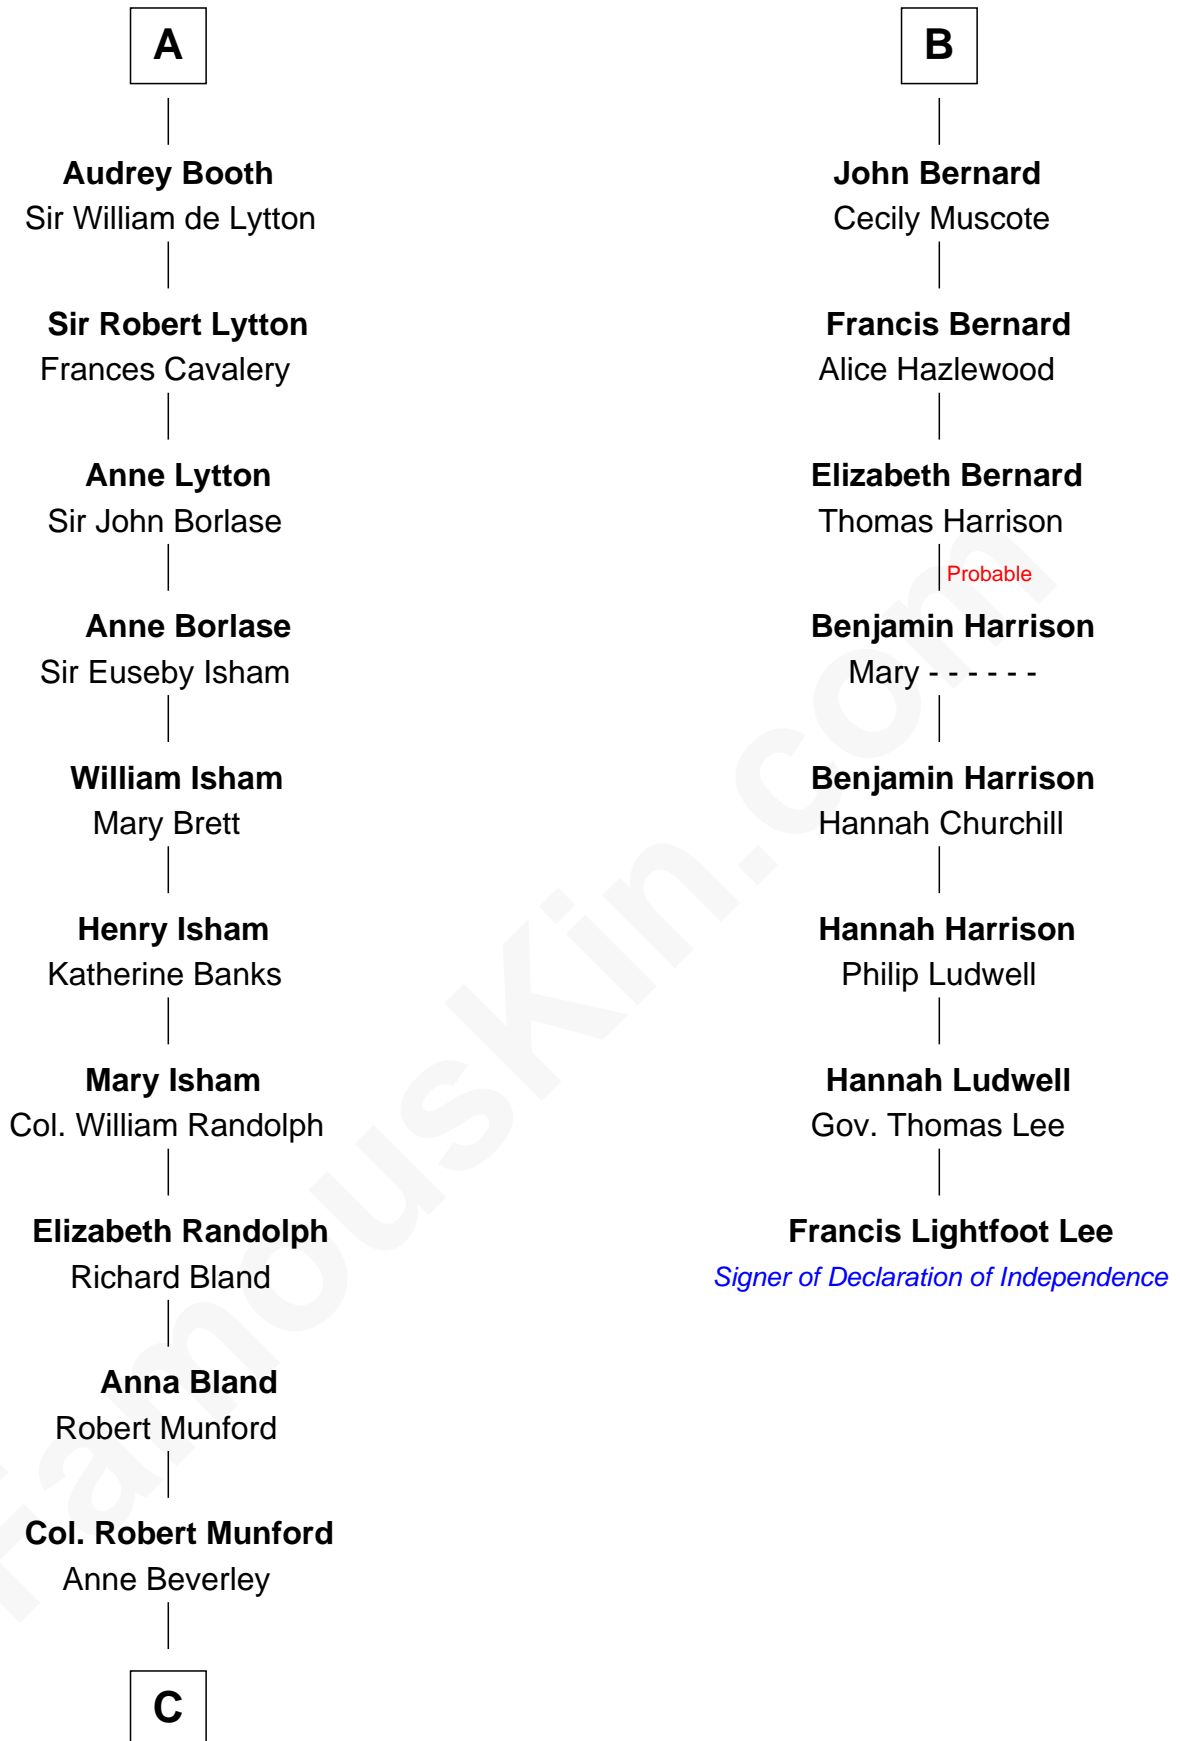 A
Audrey Booth
Sir William de Lytton
Sir Robert Lytton
Frances Cavalery
Anne Lytton
Sir John Borlase
Anne Borlase
Sir Euseby Isham
William Isham
Mary Brett
Henry Isham
Katherine Banks
Mary Isham
Col. William Randolph
Elizabeth Randolph
Richard Bland
Anna Bland
Robert Munford
Col. Robert Munford
Anne Beverley
C
B
John Bernard
Cecily Muscote
Francis Bernard
Alice Hazlewood
Elizabeth Bernard
Thomas Harrison
Probable
Benjamin Harrison
Mary - - - - - -
Benjamin Harrison
Hannah Churchill
Hannah Harrison
Philip Ludwell
Hannah Ludwell
Gov. Thomas Lee
Francis Lightfoot Lee
Signer of Declaration of Independence
FamousKin.com